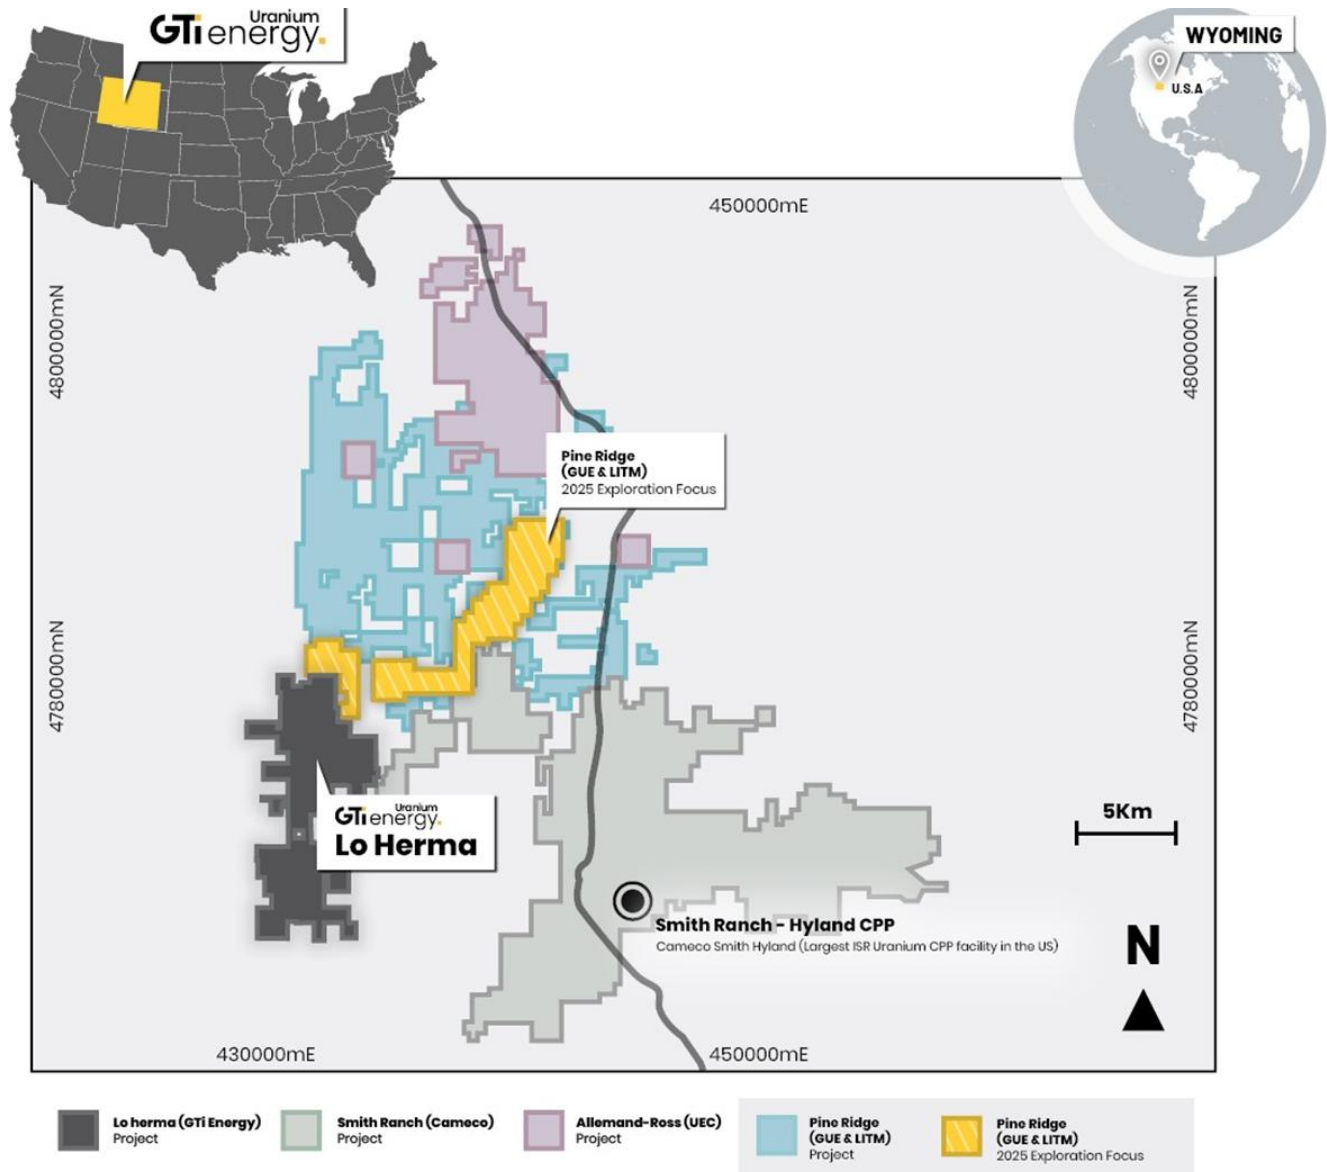 Uranium
GTi energy.
WYOMING
U.S.A
450000mE
4800000mN
4800000mN
Pine Ridge
(GUE & LITM)
2025 Exploration Focus
4780000mN
4780000mN
Uranium
GTi energy.
Lo Herma
5Km
Smith Ranch - Hyland CPP
Cameco Smith Hyland (Largest ISR Uranium CPP facility in the US)
N
430000mE
450000mE
Lo herma (GTi Energy)
Project
Smith Ranch (Cameco)
Project
Allemand-Ross (UEC)
Project
Pine Ridge
(GUE & LITM)
Project
Pine Ridge
(GUE & LITM)
2025 Exploration Focus